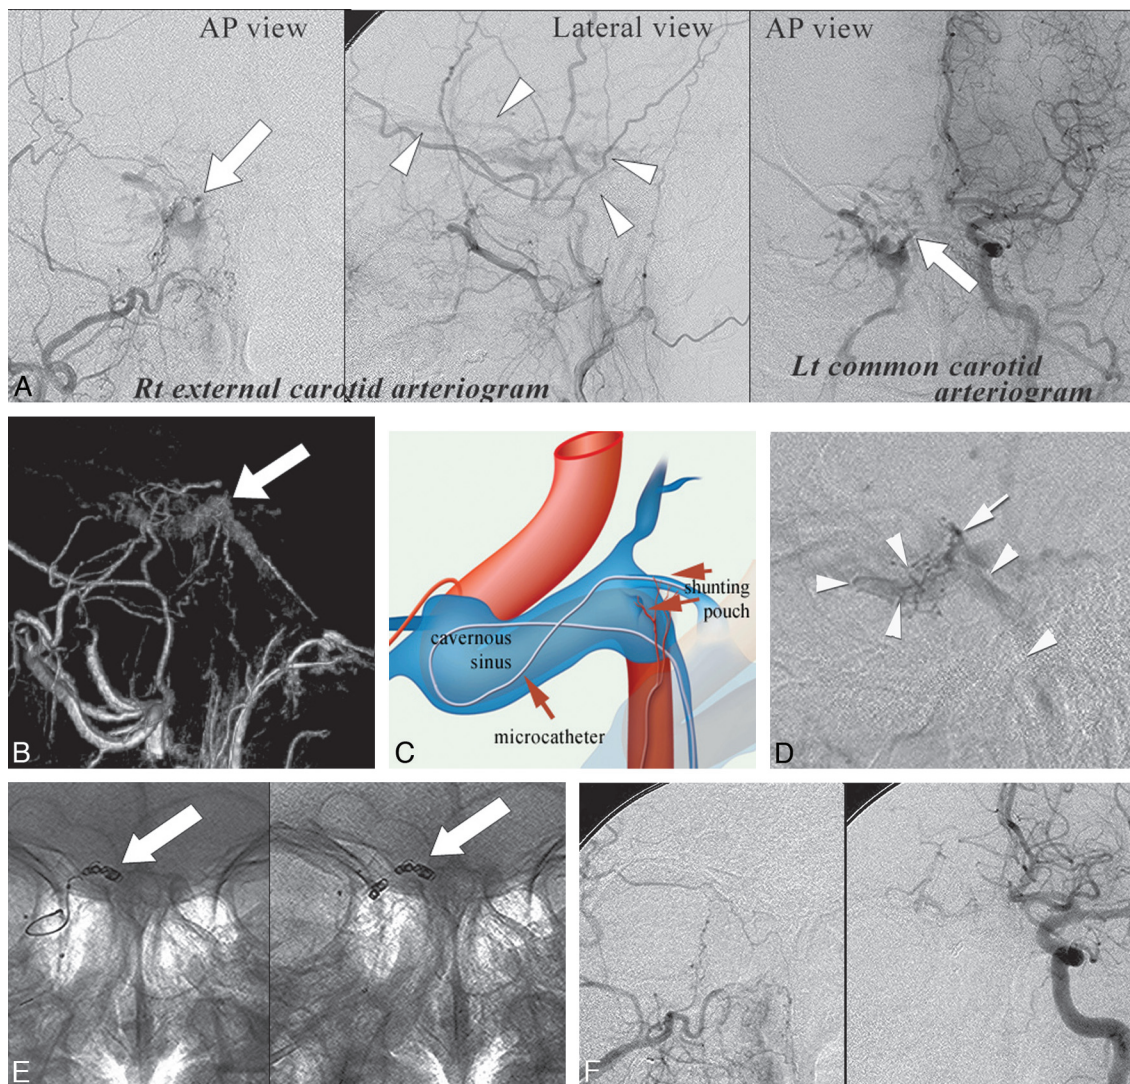 AP view
Lateral view
AP view
A
Rt external carotid arteriogram
Lt common carotid
arteriogram
B
cavernous
sinus
shunting
pouch
microcatheter
C
D
E
F